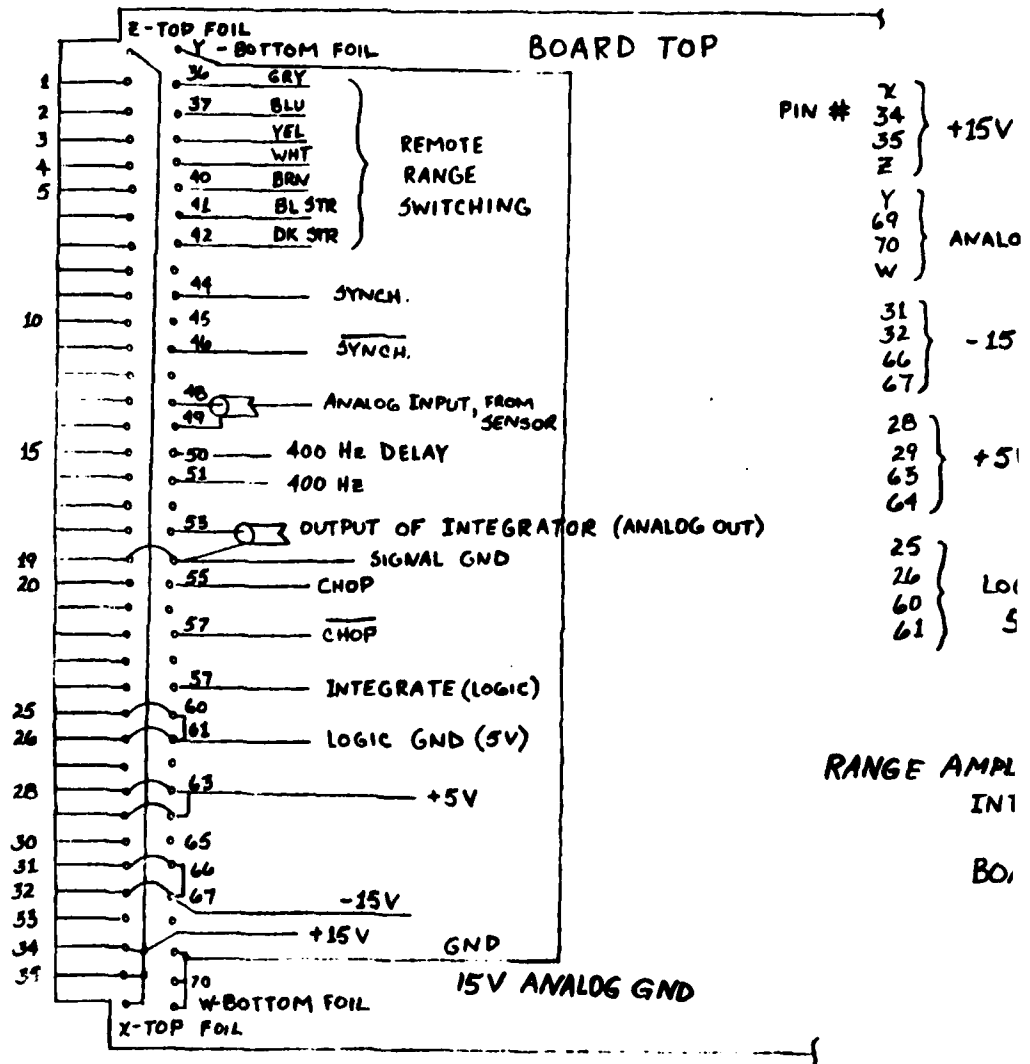 Z-TOP FOIL
Y - BOTTOM FOIL
BOARD TOP
1
36 GRY
2
37 BLU
3
YEL
WHT
4
40 BRN
5
41 BL STR
42 DK STR
REMOTE
RANGE
SWITCHING
44 SYNCH.
10
45
46 SYNCH.
48 ANALOG INPUT, FROM
SENSOR
49
15
50 400 Hz DELAY
51 400 Hz
53 OUTPUT OF INTEGRATOR (ANALOG OUT)
19
SIGNAL GND
20
55 CHOP
57 CHOP
57 INTEGRATE (LOGIC)
25
60
26
61 LOGIC GND (5V)
28
63 +5V
30
65
31
66
32
67 -15V
33
+15V
34
GND
35
70
15V ANALOG GND
W-BOTTOM FOIL
X-TOP FOIL
PIN #
X
34
35
Z
+15V
Y
69
70
W
ANALO
31
32
66
67
-15
28
29
63
64
+5V
25
26
60
61
LOG
S
RANGE AMPL
INT
BOA